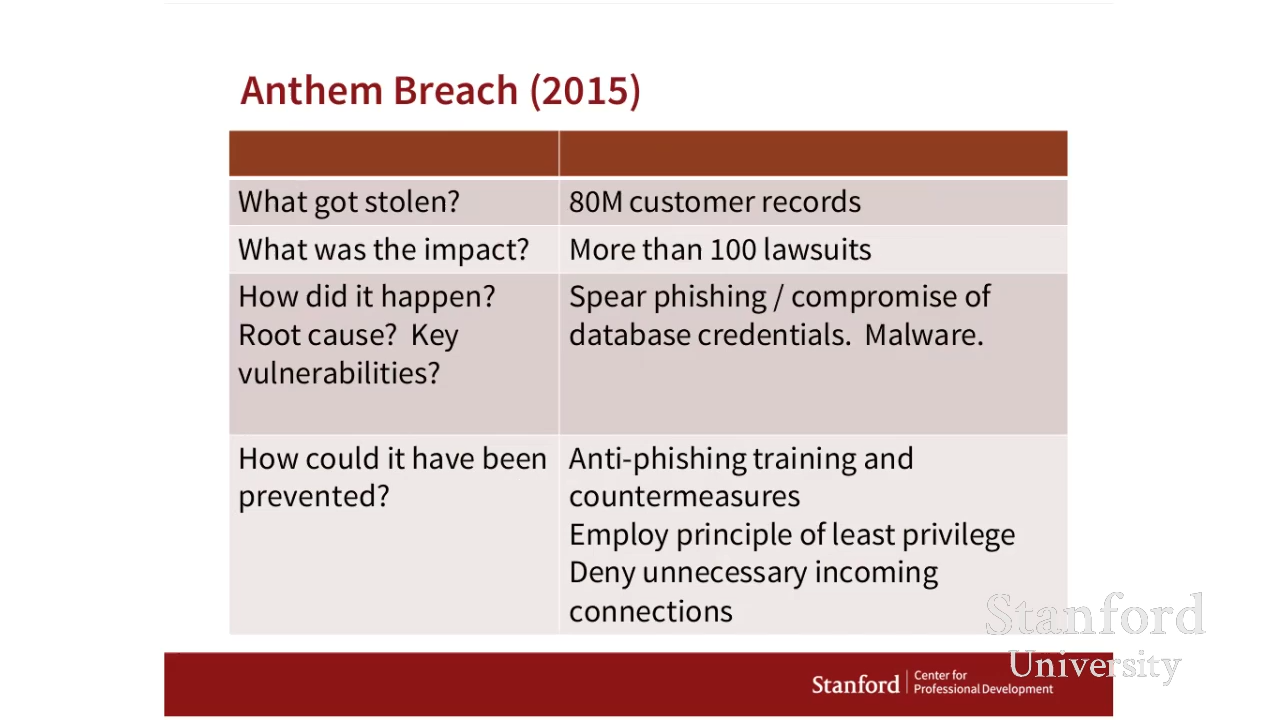 Anthem Breach (2015)
What got stolen?
80M customer records
What was the impact?
More than 100 lawsuits
How did it happen?
Root cause?  Key
vulnerabilities?
Spear phishing / compromise of
database credentials.  Malware.
How could it have been
prevented?
Anti-phishing training and
countermeasures
Employ principle of least privilege
Deny unnecessary incoming
connections
Stanford
University
Stanford
Center for
Professional Development